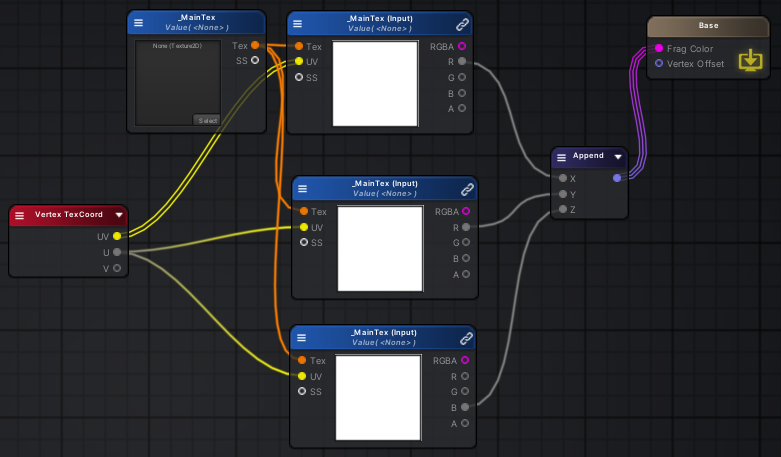 _MainTex
Value( <None> )
None (Texture2D)
Tex
SS
Select
_MainTex (Input)
Value( <None> )
Tex
UV
SS
RGBA
R
G
B
A
Base
Frag Color
Vertex Offset
Append
X
Y
Z
_MainTex (Input)
Value( <None> )
Tex
UV
SS
RGBA
R
G
B
A
Vertex TexCoord
UV
U
V
_MainTex (Input)
Value( <None> )
Tex
UV
SS
RGBA
R
G
B
A